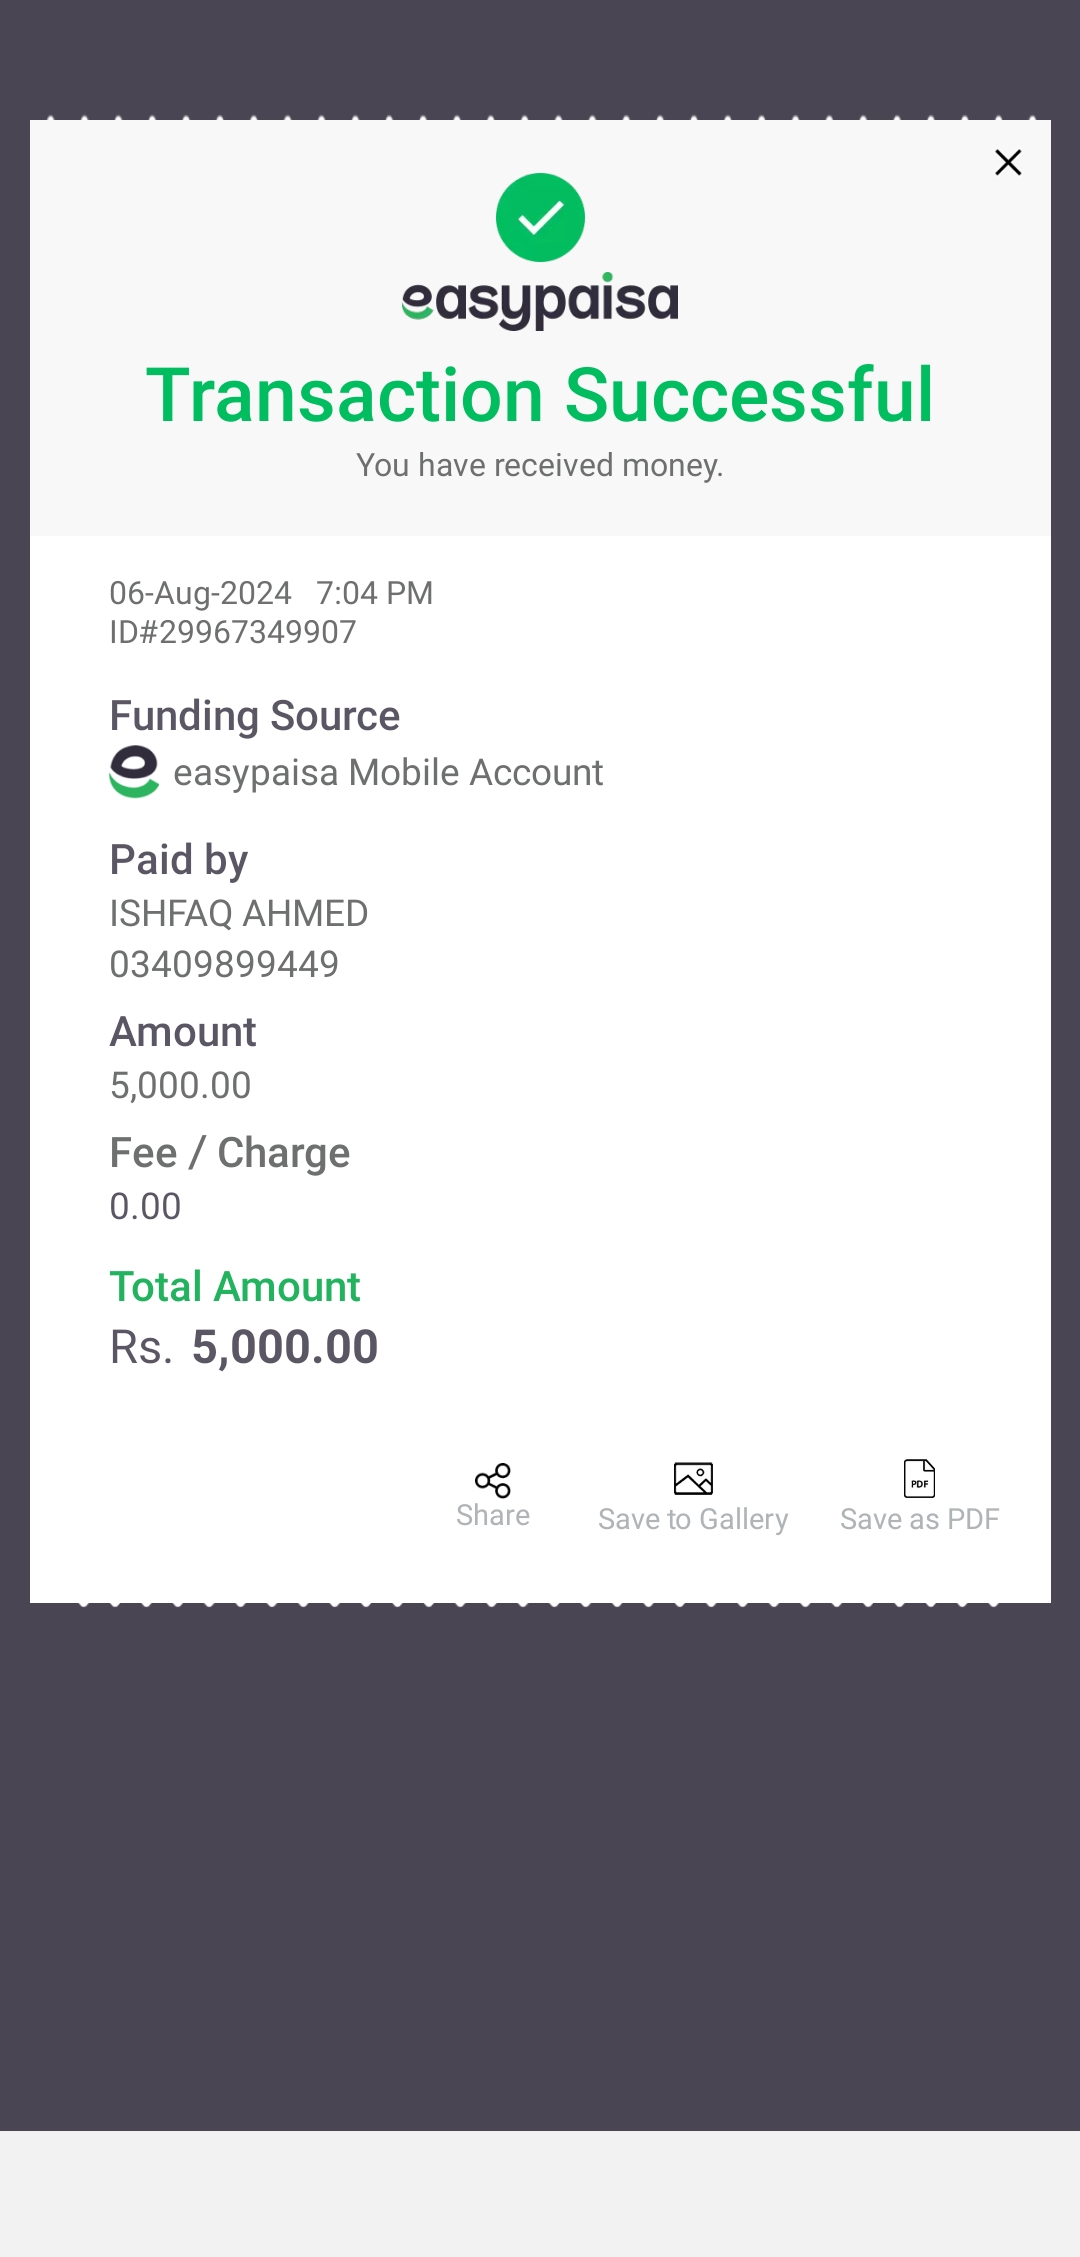 easypaisa
Transaction Successful
You have received money.
06-Aug-2024 7:04 PM
ID#29967349907
Funding Source
easypaisa Mobile Account
Paid by
ISHFAQ AHMED
03409899449
Amount
5,000.00
Fee / Charge
0.00
Total Amount
Rs. 5,000.00
PDF
Share Save to Gallery Save as PDF